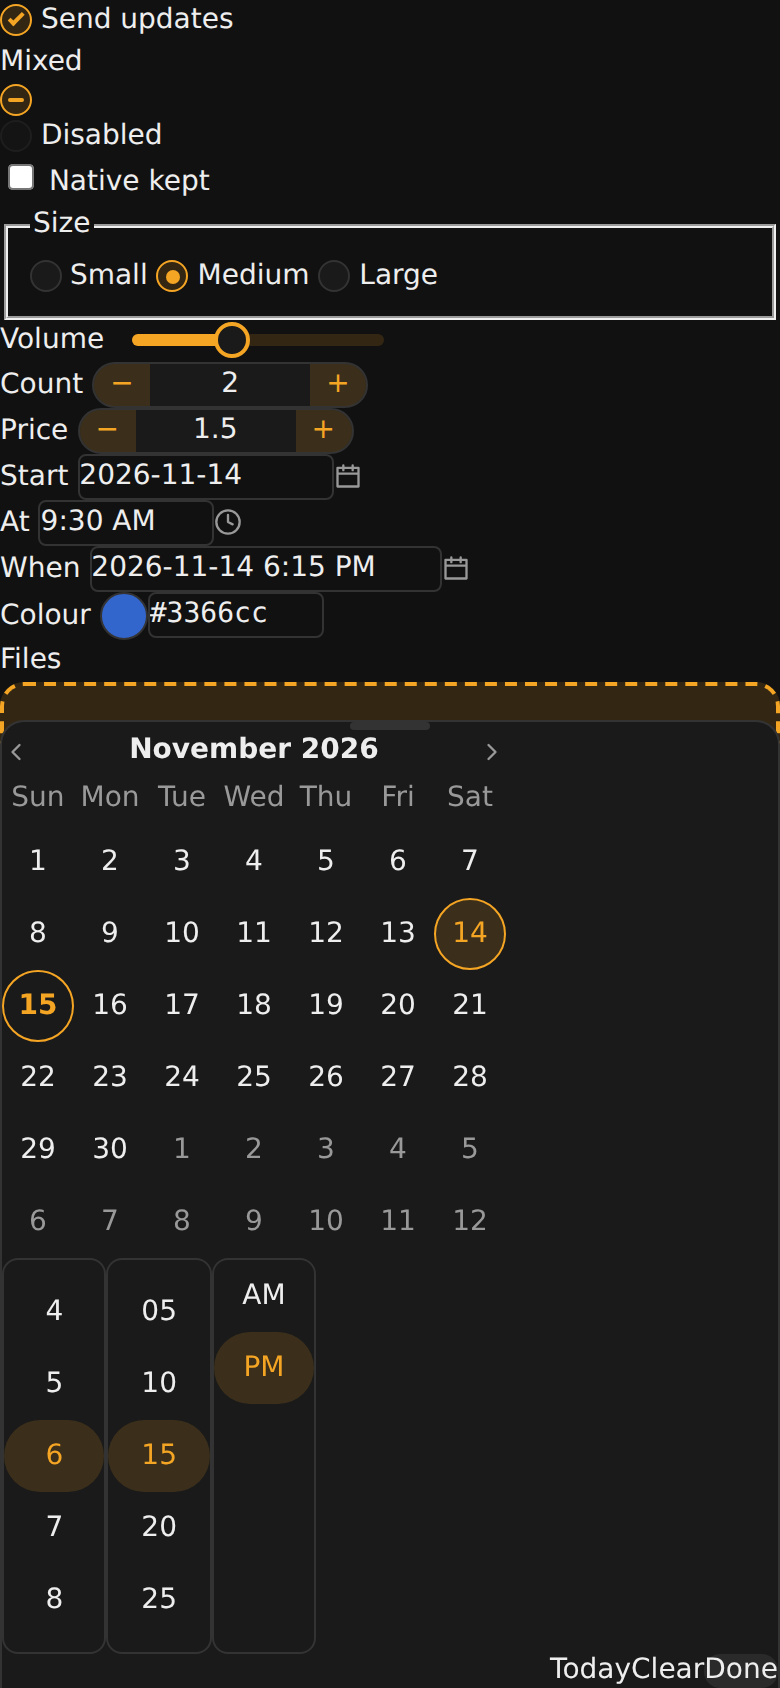 Send updates
Mixed
Disabled
Native kept
Size
Small Medium Large
Volume
Count − 2 +
Price − 1.5 +
Start 2026-11-14
At 9:30 AM
When 2026-11-14 6:15 PM
Colour #3366cc
Files
November 2026
Sun Mon Tue Wed Thu Fri Sat
1 2 3 4 5 6 7
8 9 10 11 12 13 14
15 16 17 18 19 20 21
22 23 24 25 26 27 28
29 30 1 2 3 4 5
6 7 8 9 10 11 12
AM
4 05
PM
5 10
6 15
7 20
8 25
TodayClearDone